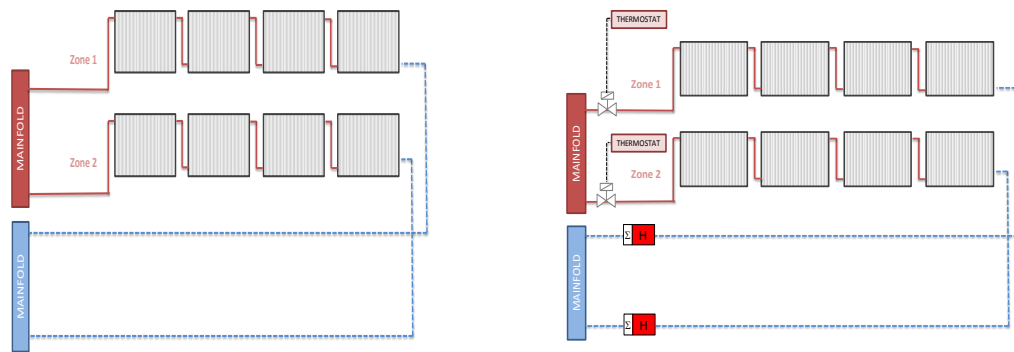 MAINFOLD
Zone 1
Zone 2
MAINFOLD
THERMOSTAT
Zone 1
MAINFOLD
THERMOSTAT
Zone 2
MAINFOLD
Σ H
Σ H